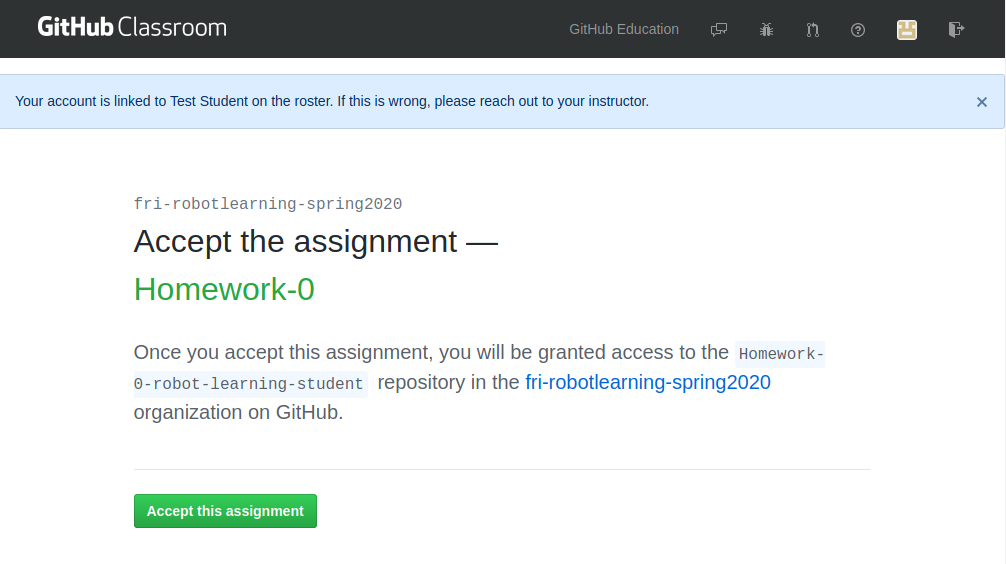 GitHub Classroom
GitHub Education
Your account is linked to Test Student on the roster. If this is wrong, please reach out to your instructor.
fri-robotlearning-spring2020
Accept the assignment —
Homework-0
Once you accept this assignment, you will be granted access to the Homework-
0-robot-learning-student repository in the fri-robotlearning-spring2020
organization on GitHub.
Accept this assignment